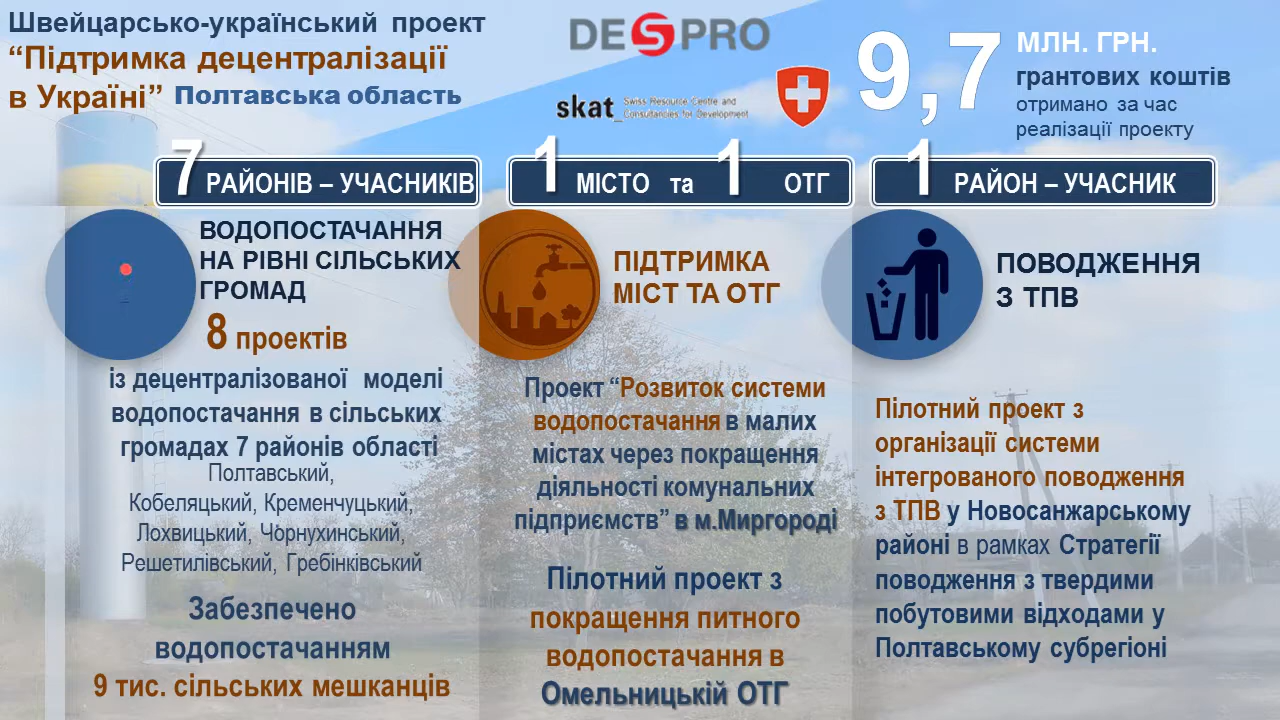 Швейцарсько-український проект
“Підтримка децентралізації
в Україні” Полтавська область
DESPRO
skat_ Swiss Resource Centre and
Consultancies for Development
9,7 МЛН. ГРН.
грантових коштів
отримано за час
реалізації проекту
7 РАЙОНІВ – УЧАСНИКІВ
1 МІСТО та 1 ОТГ
1 РАЙОН – УЧАСНИК
ВОДОПОСТАЧАННЯ
НА РІВНІ СІЛЬСЬКИХ
ГРОМАД
8 проектів
із децентралізованої моделі
водопостачання в сільських
громадах 7 районів області
Полтавський,
Кобеляцький, Кременчуцький,
Лохвицький, Чорнухинський,
Решетилівський, Гребінківський
Забезпечено
водопостачанням
9 тис. сільських мешканців
ПІДТРИМКА
МІСТ ТА ОТГ
Проект “Розвиток системи
водопостачання в малих
містах через покращення
діяльності комунальних
підприємств” в м.Миргороді
Пілотний проект з
покращення питного
водопостачання в
Омельницькій ОТГ
ПОВОДЖЕННЯ
З ТПВ
Пілотний проект з
організації системи
інтегрованого поводження
з ТПВ у Новосанжарському
районі в рамках Стратегії
поводження з твердими
побутовими відходами у
Полтавському субрегіоні